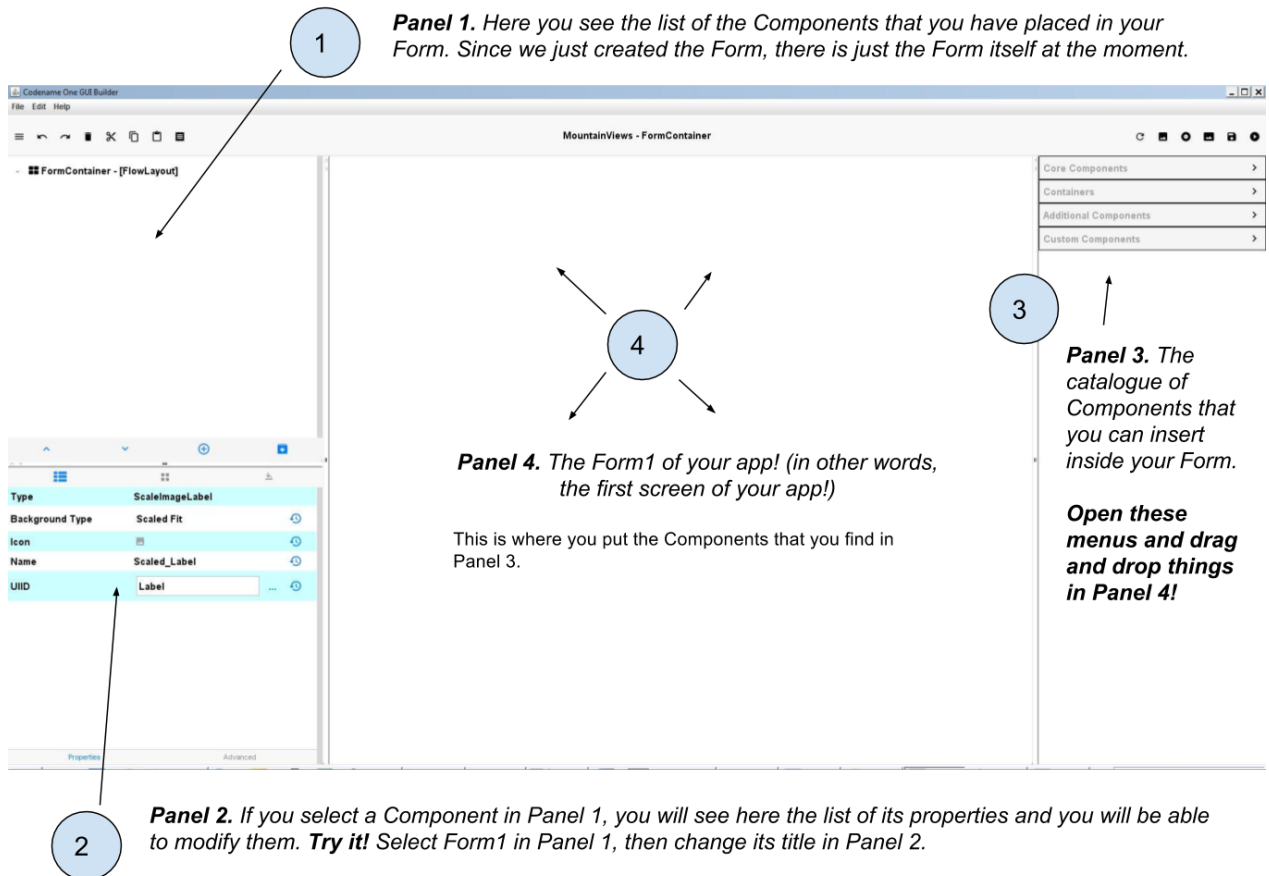 1
Panel 1. Here you see the list of the Components that you have placed in your
Form. Since we just created the Form, there is just the Form itself at the moment.
Codename One GUI Builder
File Edit Help
MountainViews - FormContainer
FormContainer - [FlowLayout]
Core Components
Containers
Additional Components
Custom Components
3
4
Panel 3. The
catalogue of
Components that
you can insert
inside your Form.
Open these
menus and drag
and drop things
in Panel 4!
Panel 4. The Form1 of your app! (in other words,
the first screen of your app!)
This is where you put the Components that you find in
Panel 3.
Type ScaleImageLabel
Background Type Scaled Fit
Icon
Name Scaled_Label
UIID Label ...
Properties Advanced
2
Panel 2. If you select a Component in Panel 1, you will see here the list of its properties and you will be able
to modify them. Try it! Select Form1 in Panel 1, then change its title in Panel 2.